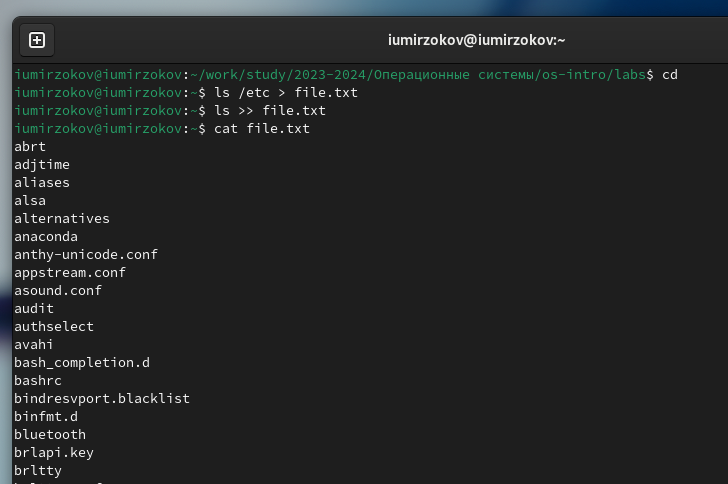 iumirzokov@iumirzokov:~
iumirzokov@iumirzokov:~/work/study/2023-2024/Операционные системы/os-intro/labs$ cd
iumirzokov@iumirzokov:~$ ls /etc > file.txt
iumirzokov@iumirzokov:~$ ls >> file.txt
iumirzokov@iumirzokov:~$ cat file.txt
abrt
adjtime
aliases
alsa
alternatives
anaconda
anthy-unicode.conf
appstream.conf
asound.conf
audit
authselect
avahi
bash_completion.d
bashrc
bindresvport.blacklist
binfmt.d
bluetooth
brlapi.key
brltty